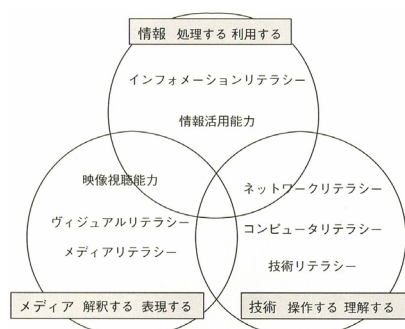 情報 処理する 利用する
インフォメーションリテラシー
情報活用能力
映像視聴能力
ヴィジュアルリテラシー
メディアリテラシー
ネットワークリテラシー
コンピュータリテラシー
技術リテラシー
メディア 解釈する 表現する
技術 操作する 理解する